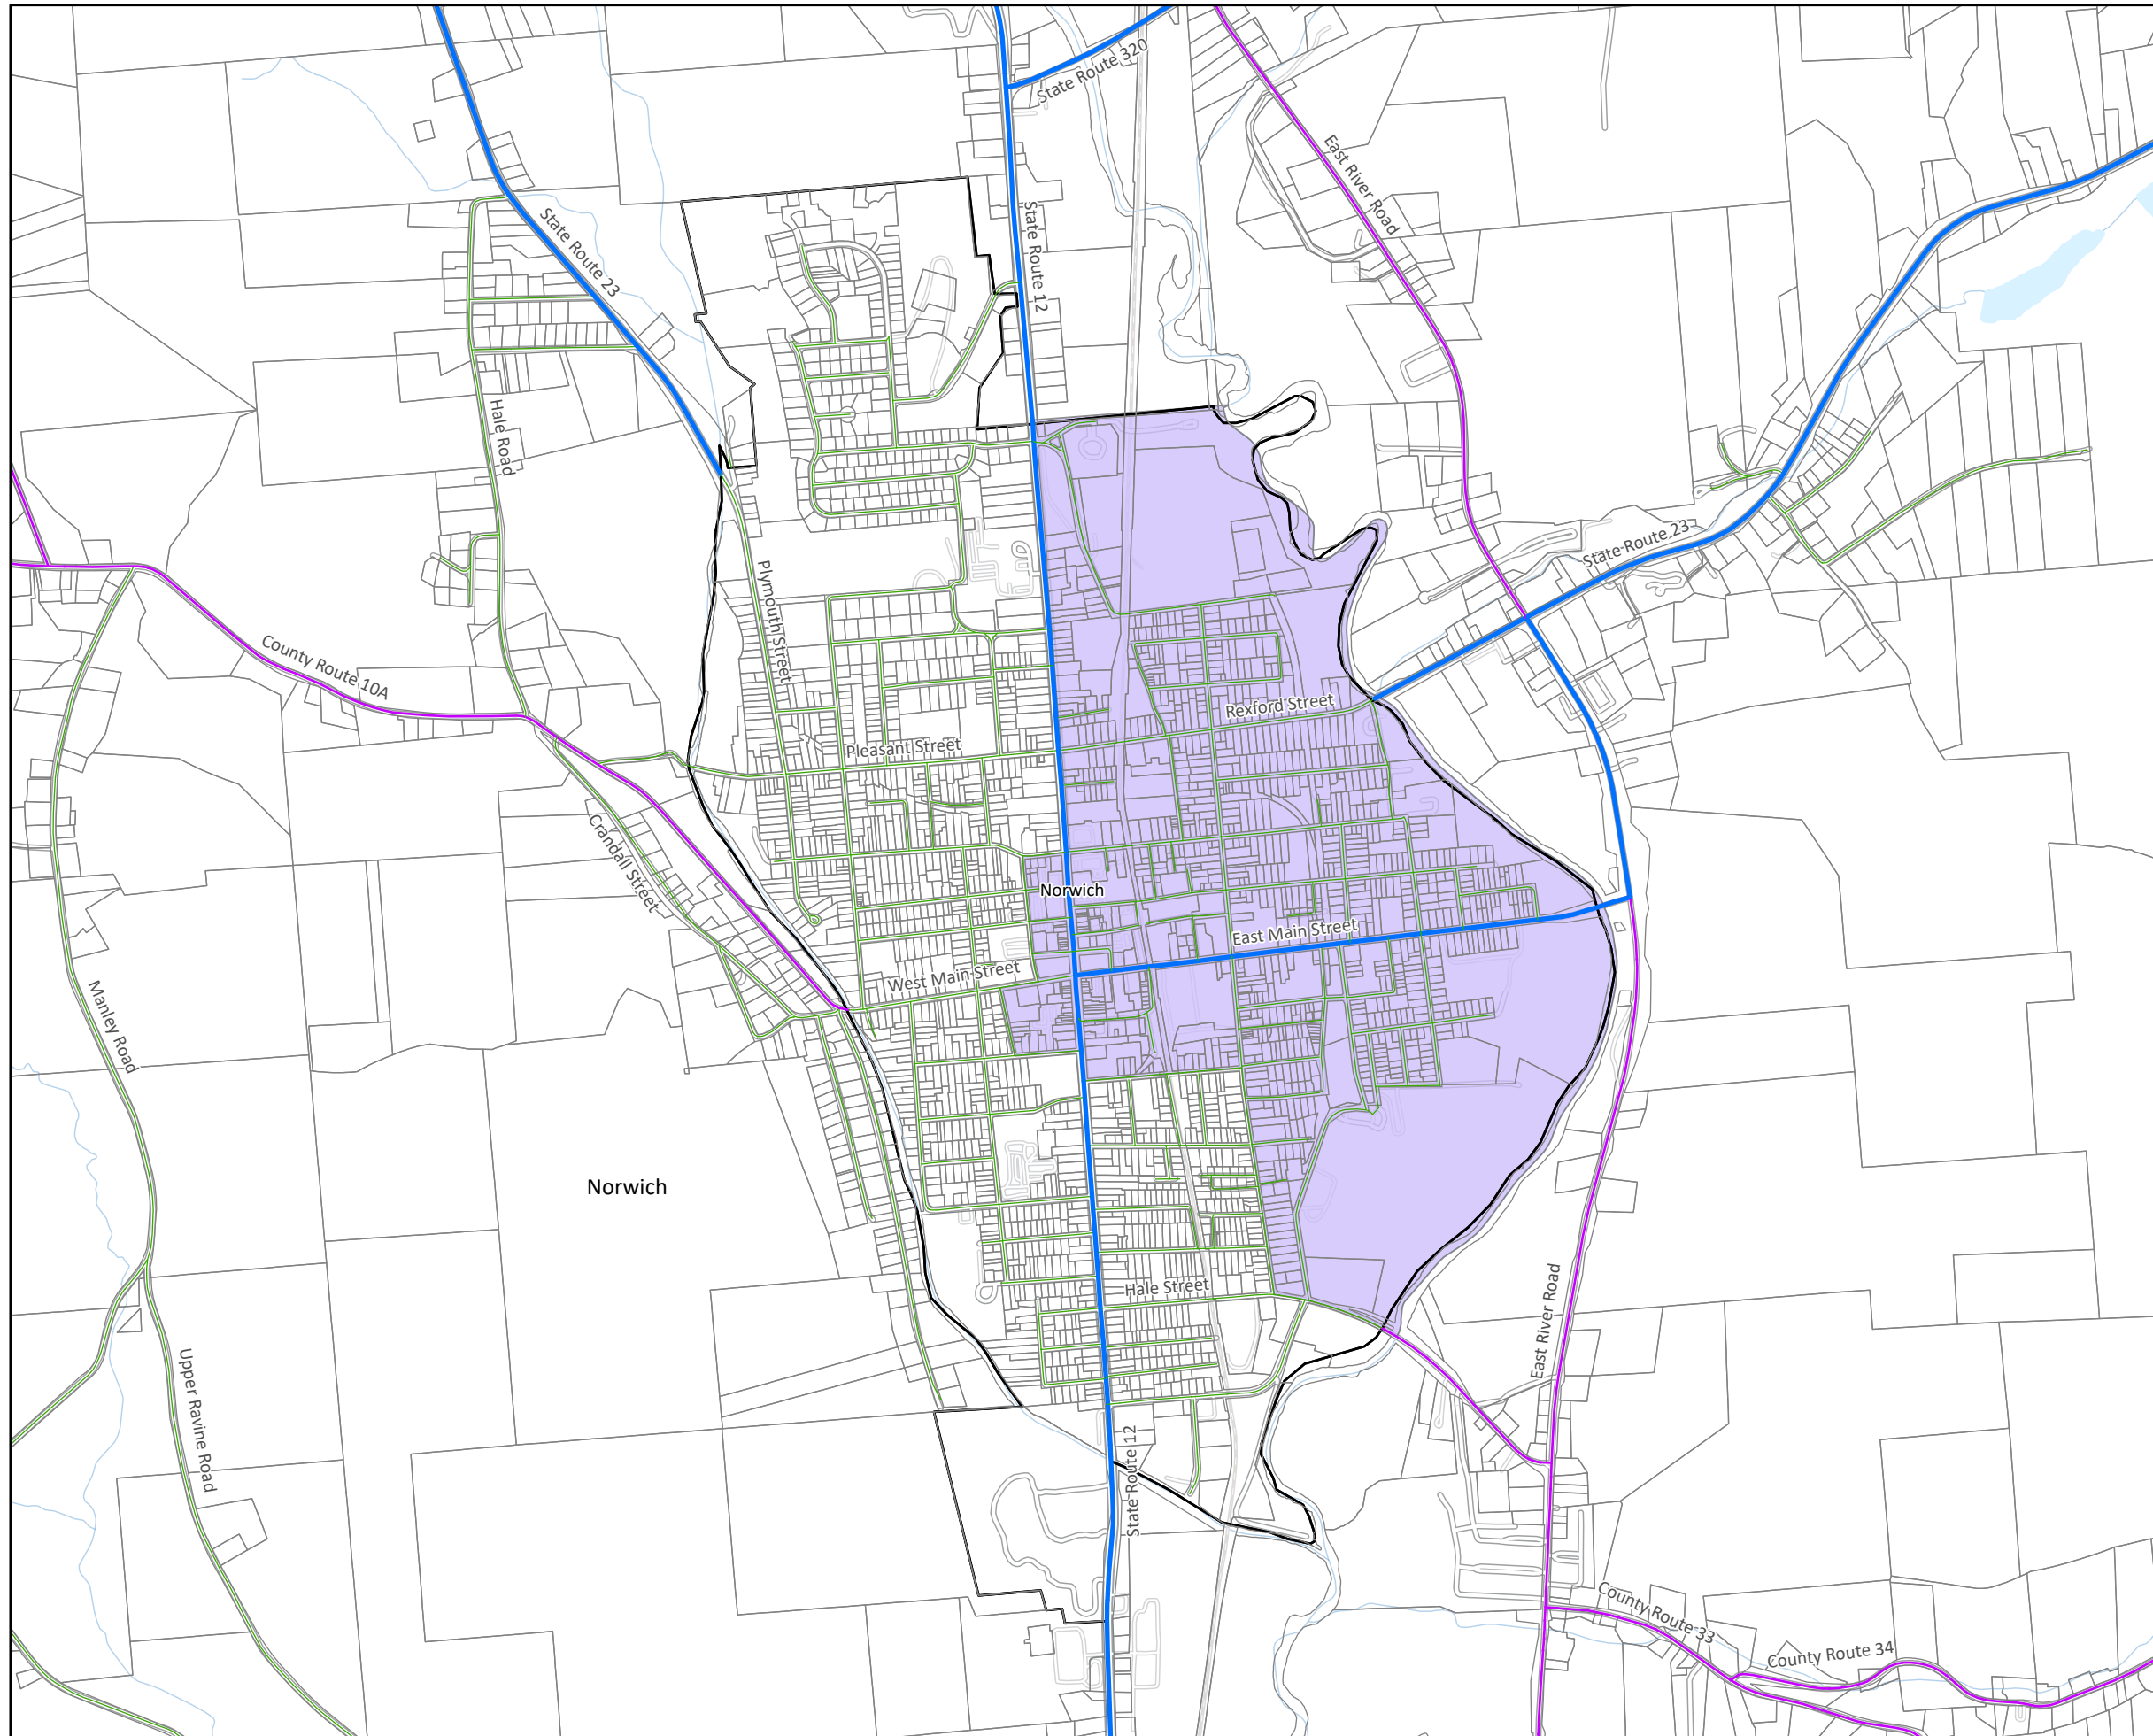 State Route 320
East River Road
State Route 12
State Route 23
Hale Road
State Route 23
Plymouth Street
County Route 10A
Rexford Street
Pleasant Street
Crandall Street
Norwich
East Main Street
West Main Street
Manley Road
Norwich
Hale Street
East River Road
Upper Ravine Road
State Route 12
County Route 33
County Route 34